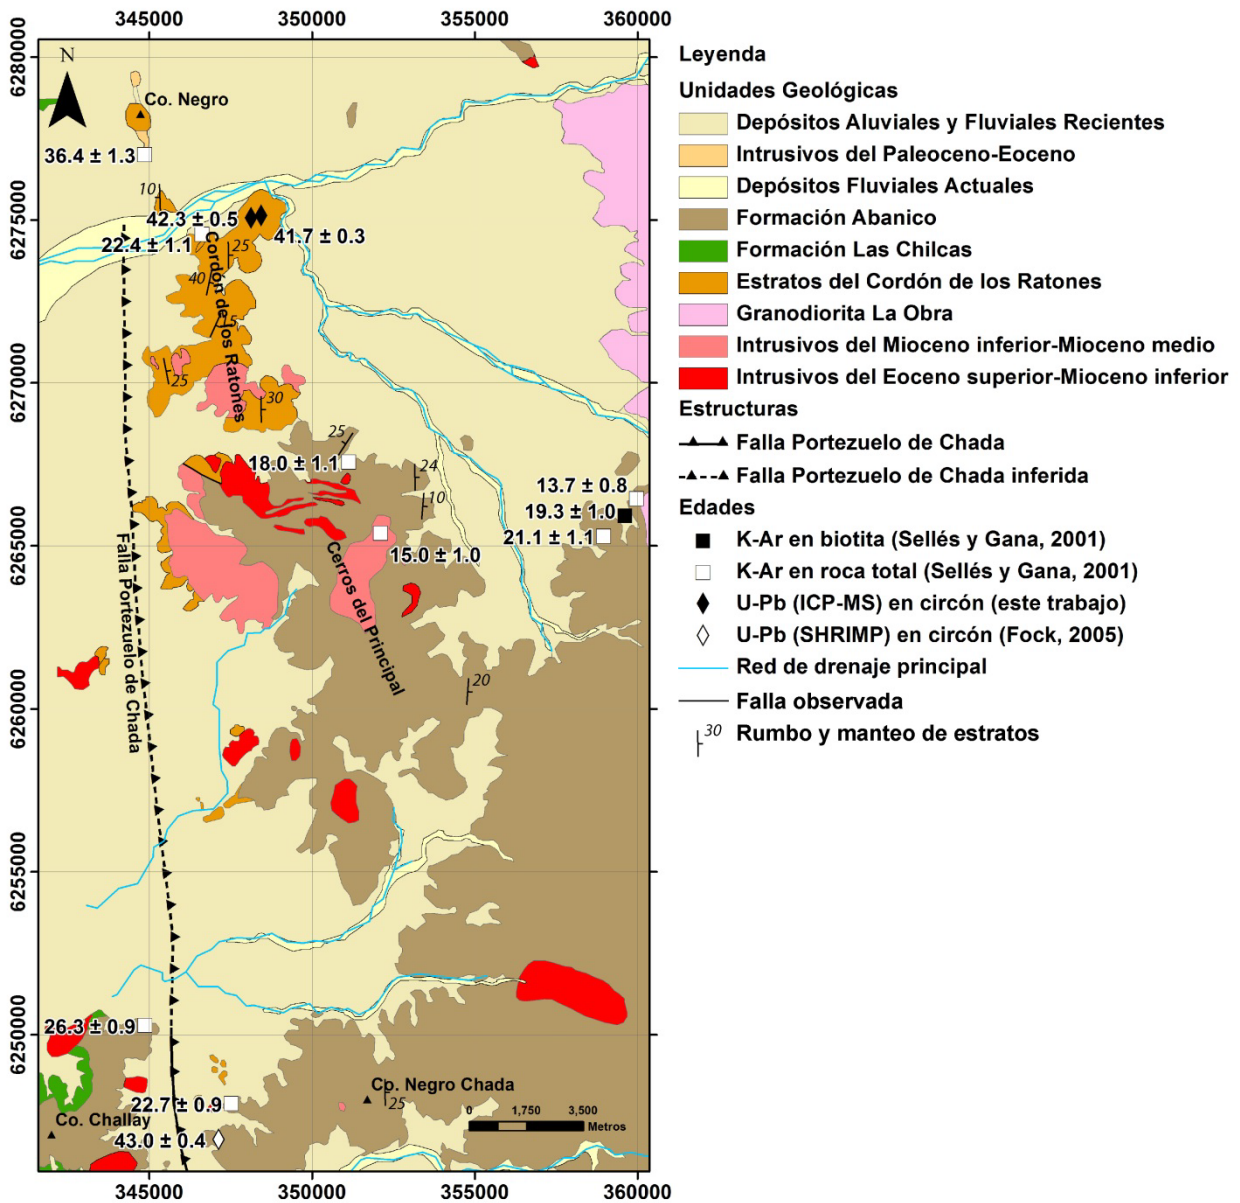 345000 350000 355000 360000
6280000
6275000
6270000
6265000
6260000
6255000
6250000
N
Co. Negro
36.4 ± 1.3
10
42.3 ± 0.5
22.4 ± 1.1
41.7 ± 0.3
25
40
Cordón de los Ratones
25
30
25
18.0 ± 1.1
24
10
13.7 ± 0.8
19.3 ± 1.0
21.1 ± 1.1
15.0 ± 1.0
Cerros del Principal
Falla Portezuelo de Chada
20
26.3 ± 0.9
Co. Negro Chada
25
22.7 ± 0.9
Co. Challay
43.0 ± 0.4
0 1,750 3,500
Metros
345000 350000 355000 360000
Leyenda
Unidades Geológicas
Depósitos Aluviales y Fluviales Recientes
Intrusivos del Paleoceno-Eoceno
Depósitos Fluviales Actuales
Formación Abanico
Formación Las Chilcas
Estratos del Cordón de los Ratones
Granodiorita La Obra
Intrusivos del Mioceno inferior-Mioceno medio
Intrusivos del Eoceno superior-Mioceno inferior
Estructuras
Falla Portezuelo de Chada
Falla Portezuelo de Chada inferida
Edades
K-Ar en biotita (Sellés y Gana, 2001)
K-Ar en roca total (Sellés y Gana, 2001)
U-Pb (ICP-MS) en circón (este trabajo)
U-Pb (SHRIMP) en circón (Fock, 2005)
Red de drenaje principal
Falla observada
30 Rumbo y manteo de estratos